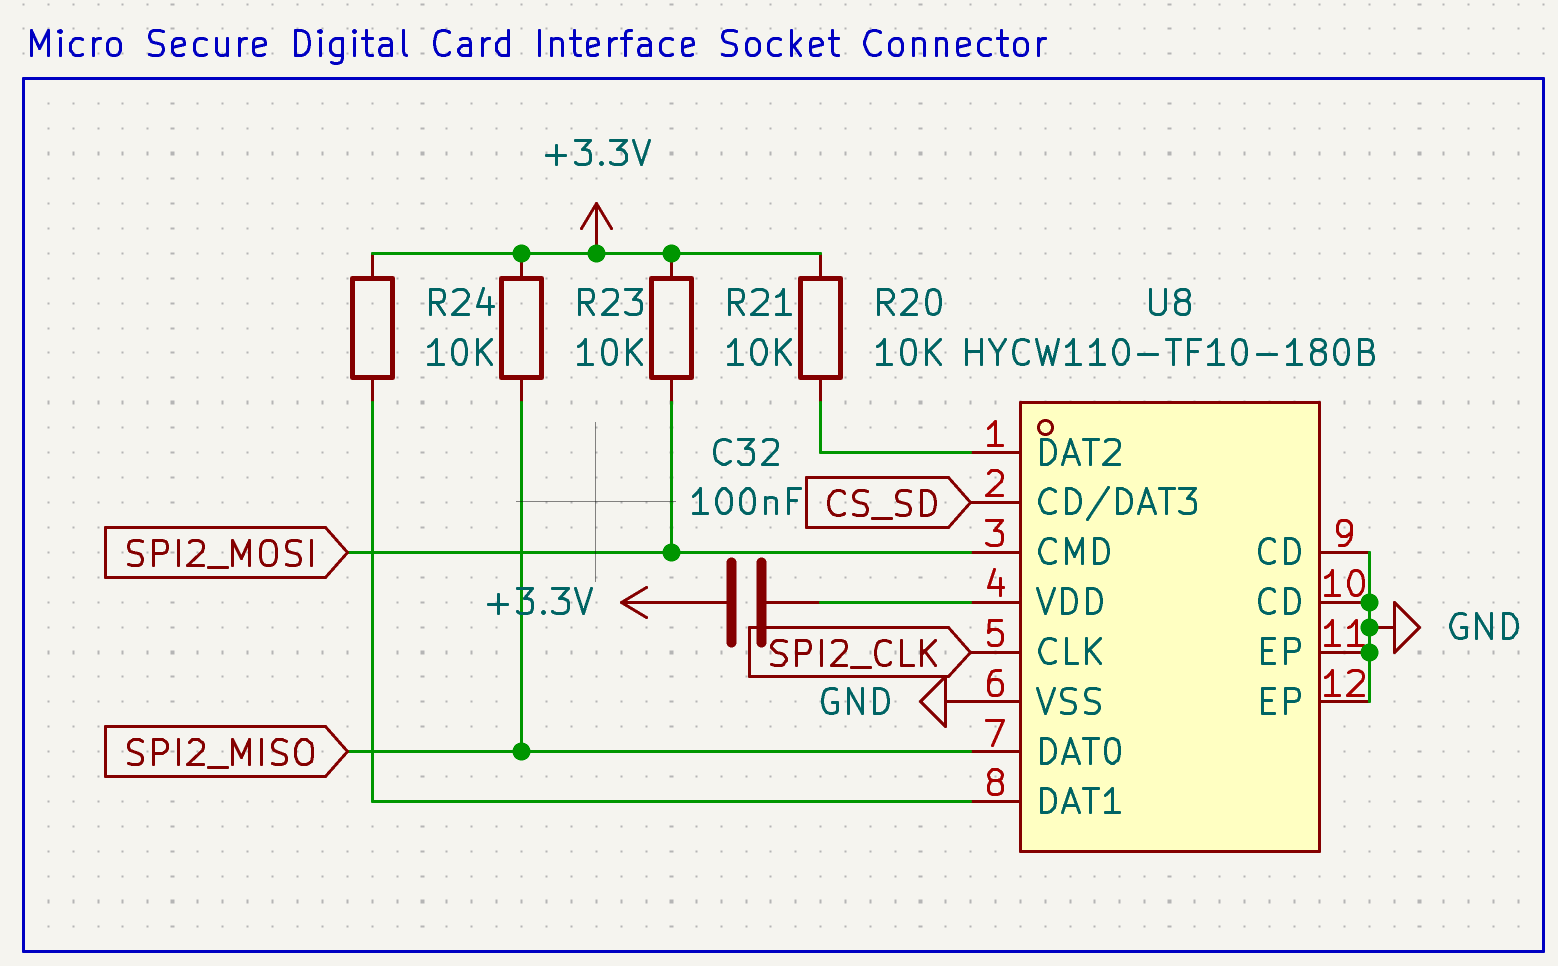 Micro Secure Digital Card Interface Socket Connector
+3.3V
R24 R23 R21 R20 U8
10K 10K 10K 10K HYCW110-TF10-180B
C32 1 DAT2
100nF CS_SD 2 CD/DAT3
SPI2_MOSI 3 CMD CD 9
+3.3V 4 VDD CD 10
SPI2_CLK 5 CLK EP 11 GND
GND 6 VSS EP 12
SPI2_MISO 7 DAT0
8 DAT1